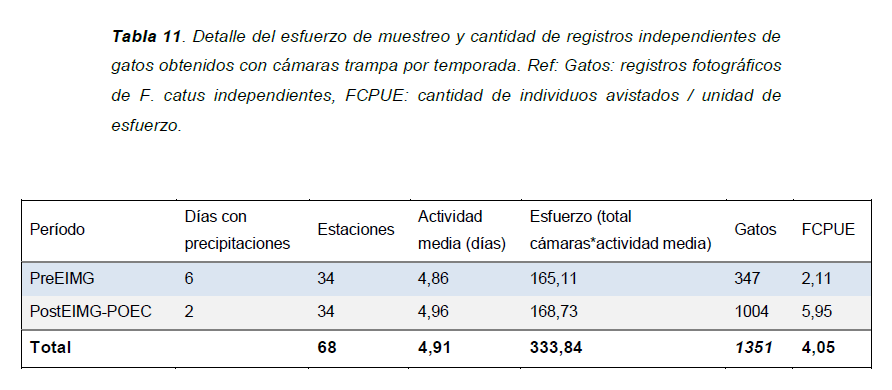 Tabla 11. Detalle del esfuerzo de muestreo y cantidad de registros independientes de
gatos obtenidos con cámaras trampa por temporada. Ref: Gatos: registros fotográficos
de F. catus independientes, FCPUE: cantidad de individuos avistados / unidad de
esfuerzo.
Período Días con precipitaciones Estaciones Actividad media (días) Esfuerzo (total cámaras*actividad media) Gatos FCPUE
PreEIMG 6 34 4,86 165,11 347 2,11
PostEIMG-POEC 2 34 4,96 168,73 1004 5,95
Total 68 4,91 333,84 1351 4,05